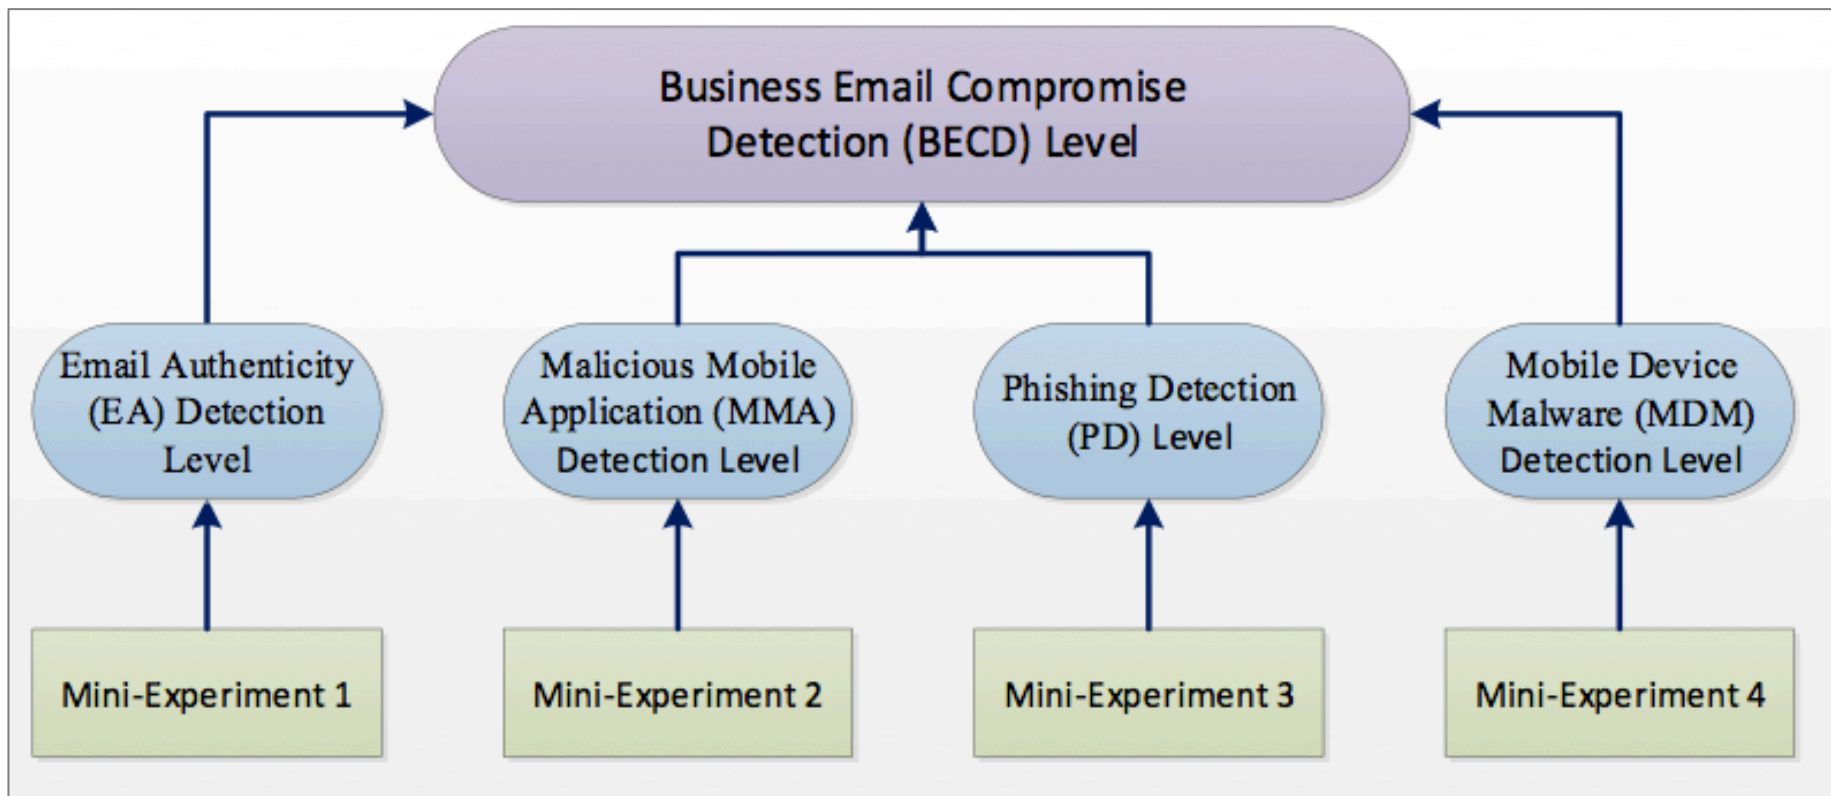 Business Email Compromise
Detection (BECD) Level
Email Authenticity
(EA) Detection
Level
Malicious Mobile
Application (MMA)
Detection Level
Phishing Detection
(PD) Level
Mobile Device
Malware (MDM)
Detection Level
Mini-Experiment 1
Mini-Experiment 2
Mini-Experiment 3
Mini-Experiment 4